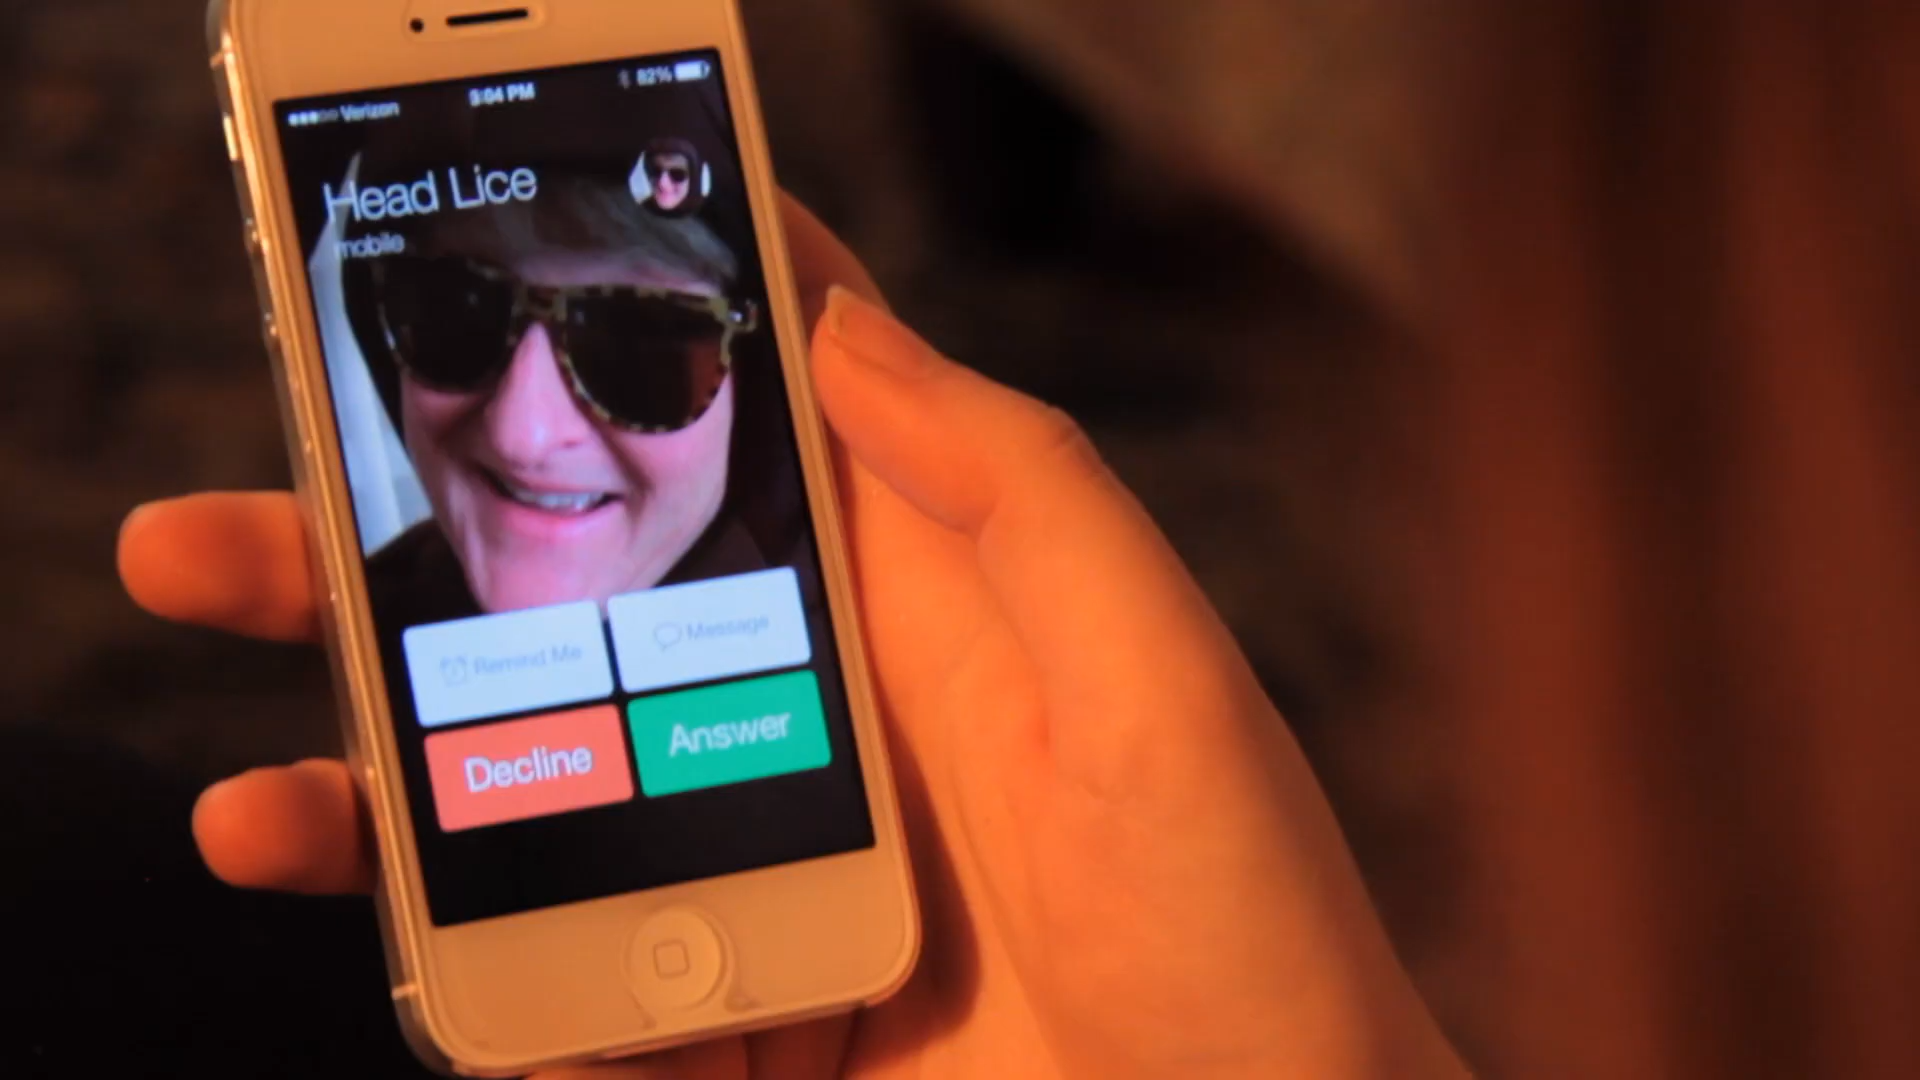 Verizon
3:04 PM
82%
Head Lice
mobile
Remind Me
Message
Decline
Answer